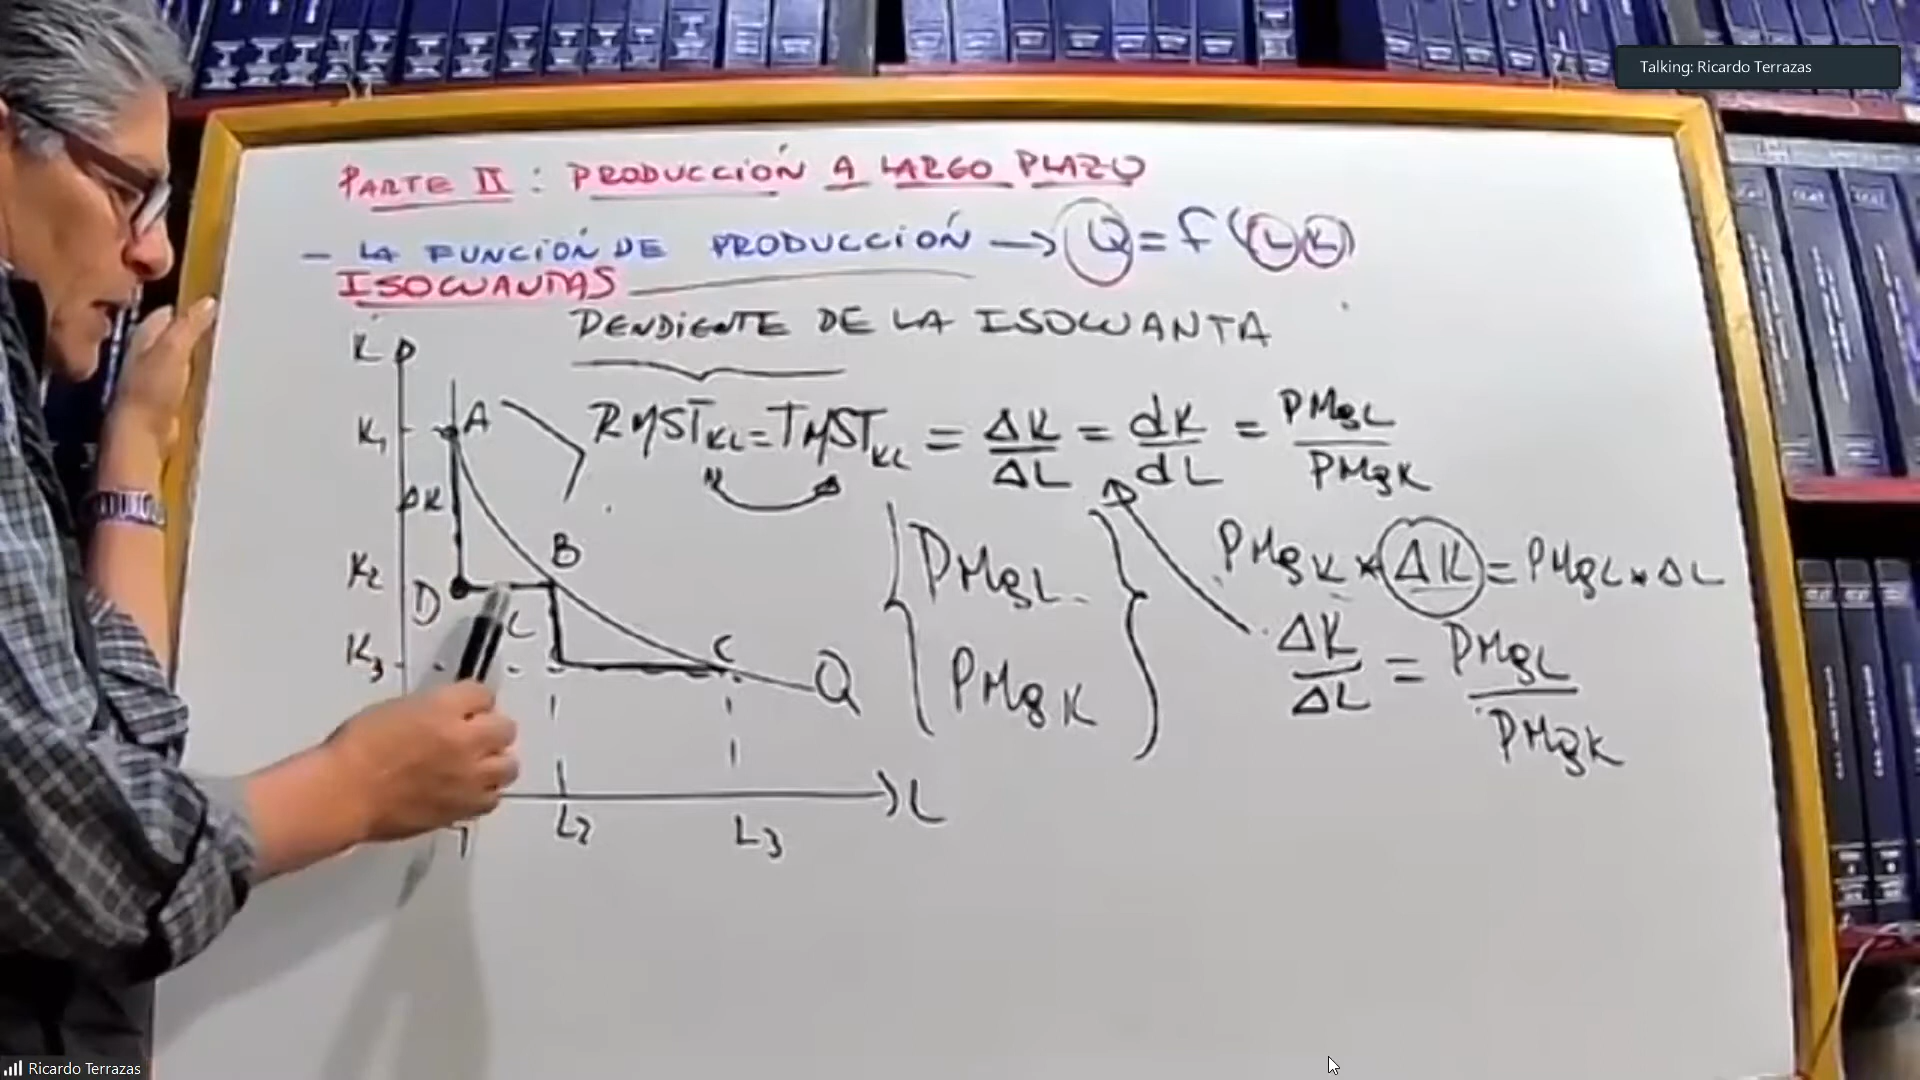 Talking: Ricardo Terrazas
PARTE II : PRODUCCIÓN A LARGO PLAZO
- LA FUNCIÓN DE PRODUCCIÓN → Q = f (L, K)
ISOCUANTAS
PENDIENTE DE LA ISOCUANTA
K
K₁ A
RMST_KL = TMST_KL = ΔK/ΔL = dK/dL = PMgL/PMgK
ΔK
B
K₂
D
L
K₃
C
Q
PMgL
PMgK
PMgK * ΔK = PMgL * ΔL
ΔK/ΔL = PMgL/PMgK
L
1 L₂ L₃
Ricardo Terrazas